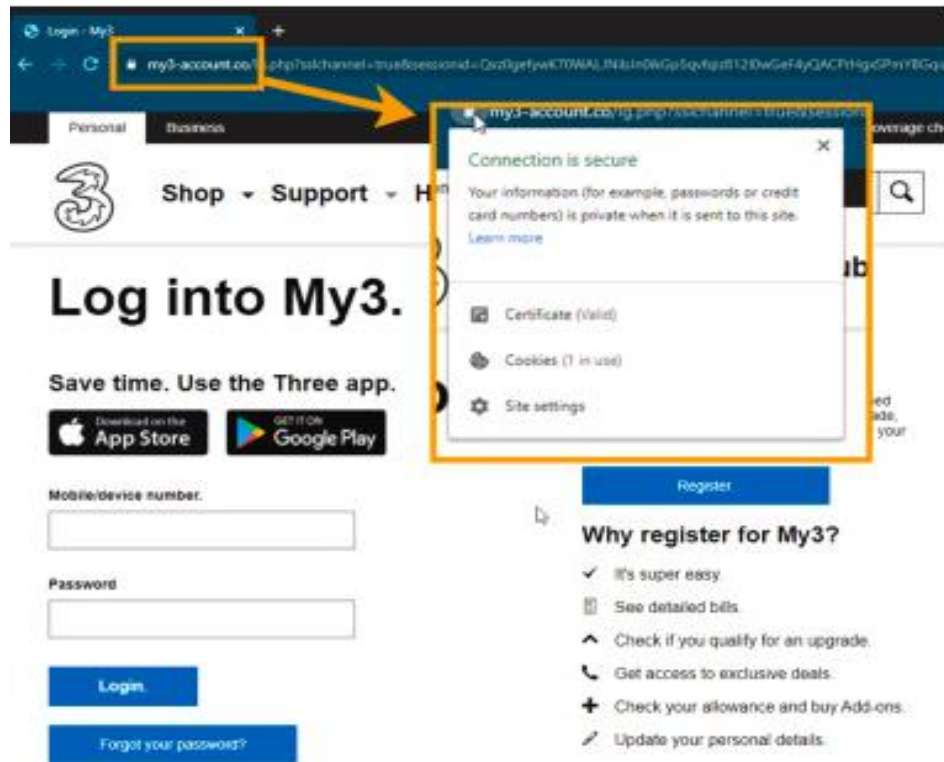 Login - My3
my3-account.co
Personal
Business
my3-account.co
Shop
Support
Log into My3.
Save time. Use the Three app.
Download on the
App Store
GET IT ON
Google Play
Mobile/device number.
Password
Login.
Forgot your password?
Connection is secure
Your information (for example, passwords or credit
card numbers) is private when it is sent to this site.
Learn more
Certificate (Valid)
Cookies (1 in use)
Site settings
your
Register
Why register for My3?
It's super easy
See detailed bills.
Check if you qualify for an upgrade.
Get access to exclusive deals.
Check your allowance and buy Add-ons.
Update your personal details.